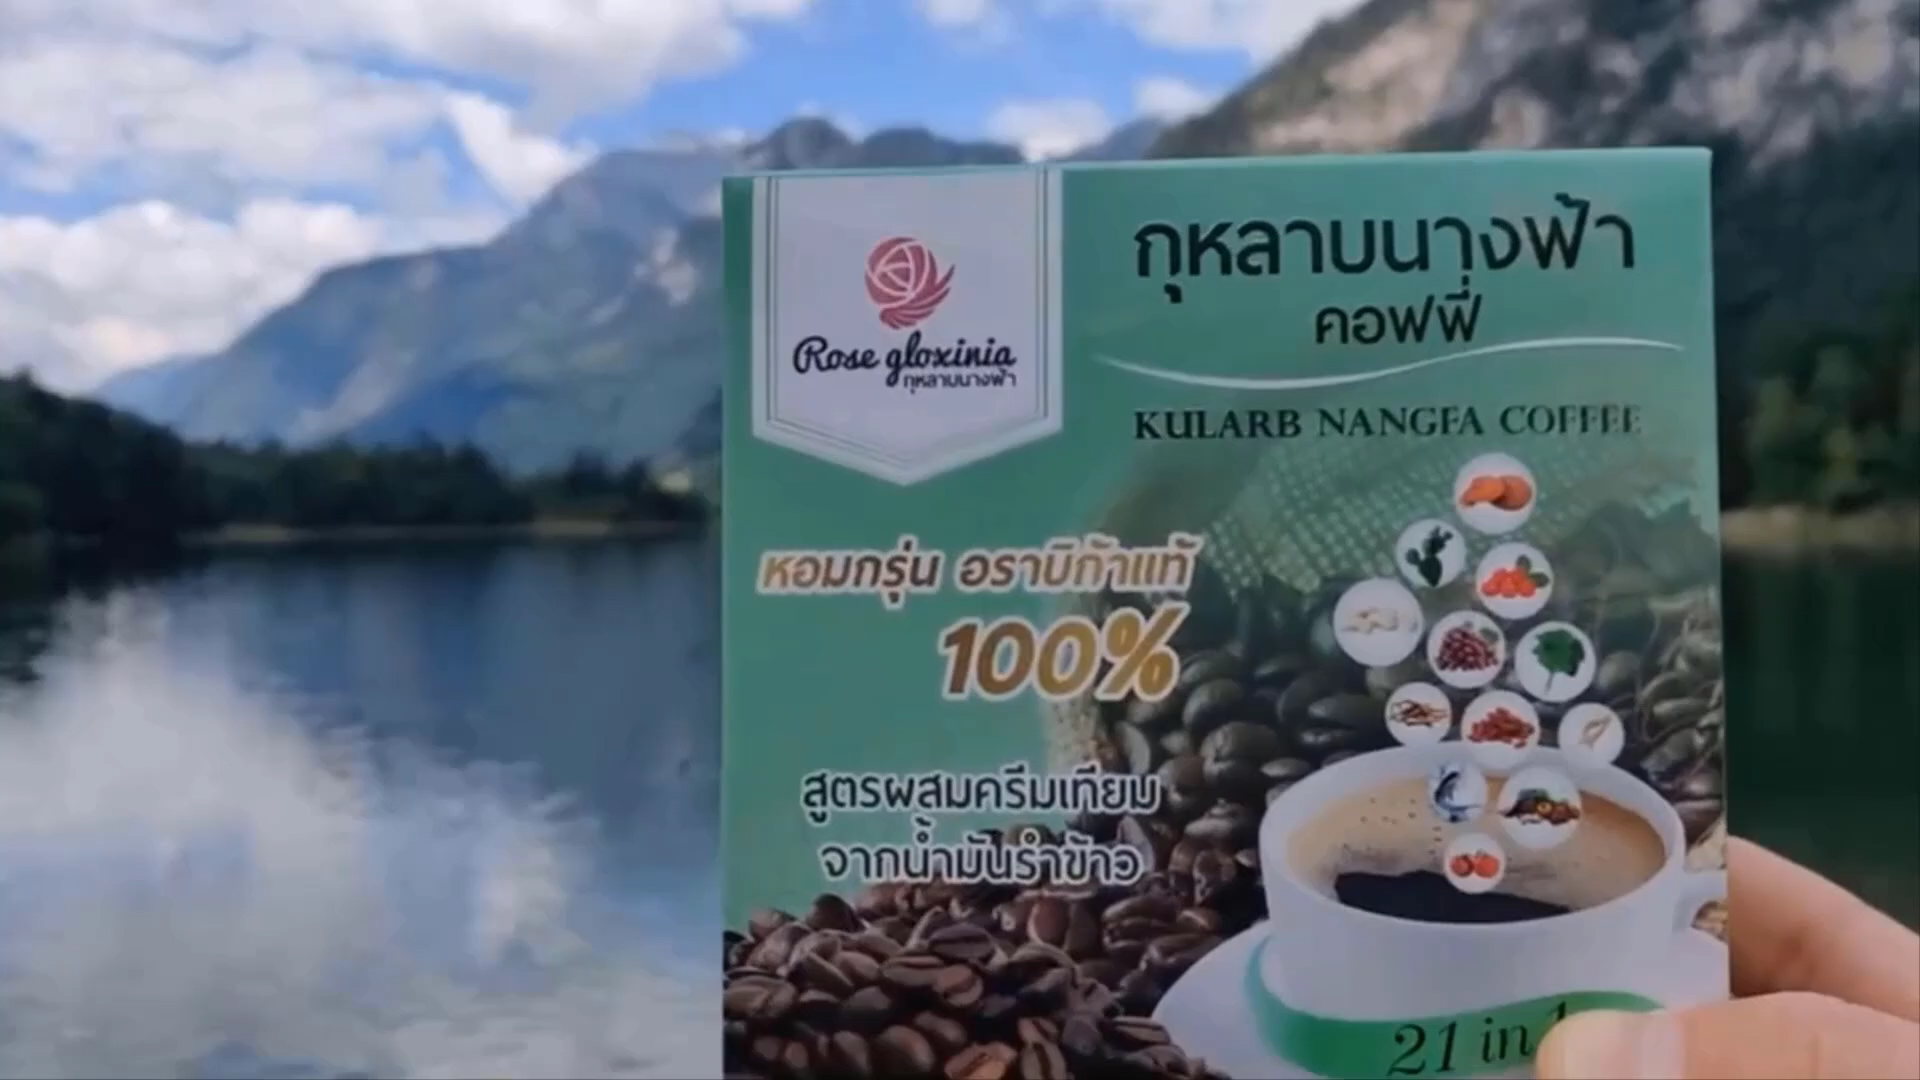 Rose gloxinia
กุหลาบนางฟ้า
กุหลาบนางฟ้า
คอฟฟี่
KULARB NANGFA COFFEE
หอมกรุ่น อราบิก้าแท้
100%
สูตรผสมครีมเทียม
จากน้ำมันรำข้าว
21 in